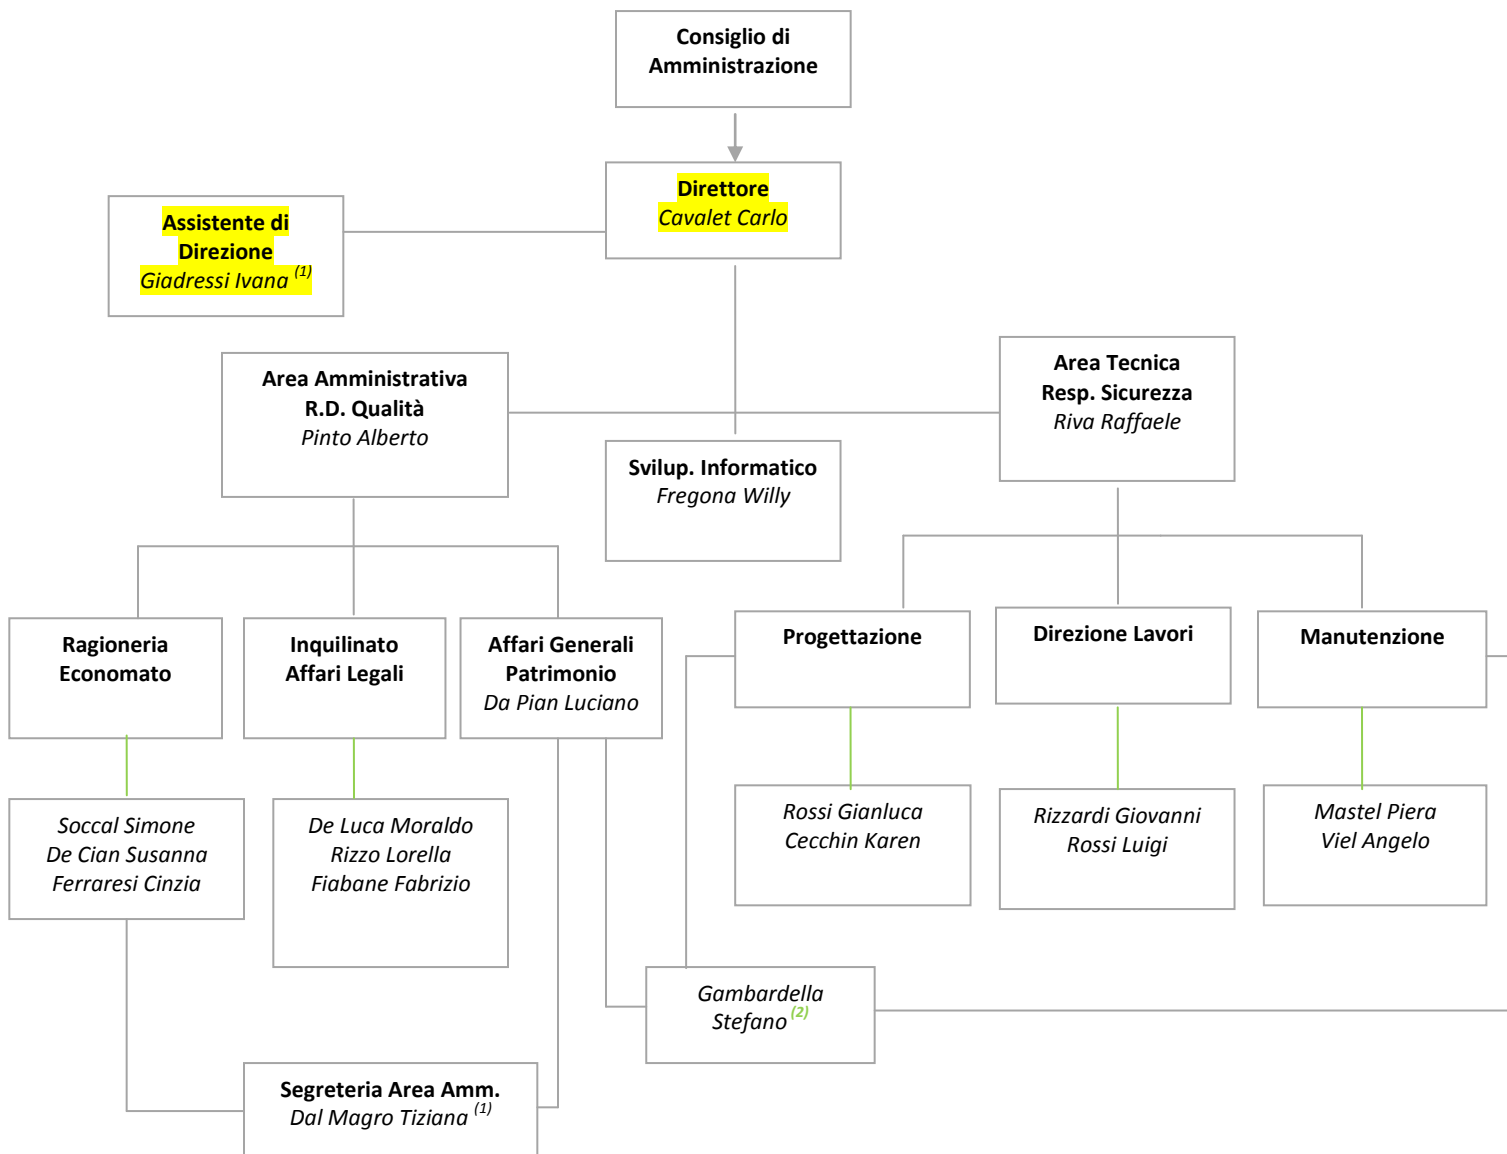 Consiglio di
Amministrazione
Direttore
Cavalet Carlo
Assistente di
Direzione
Giadressi Ivana (1)
Area Amministrativa
R.D. Qualità
Pinto Alberto
Svilup. Informatico
Fregona Willy
Area Tecnica
Resp. Sicurezza
Riva Raffaele
Ragioneria
Economato
Inquilinato
Affari Legali
Affari Generali
Patrimonio
Da Pian Luciano
Progettazione
Direzione Lavori
Manutenzione
Soccal Simone
De Cian Susanna
Ferraresi Cinzia
De Luca Moraldo
Rizzo Lorella
Fiabane Fabrizio
Rossi Gianluca
Cecchin Karen
Rizzardi Giovanni
Rossi Luigi
Mastel Piera
Viel Angelo
Gambardella
Stefano (2)
Segreteria Area Amm.
Dal Magro Tiziana (1)